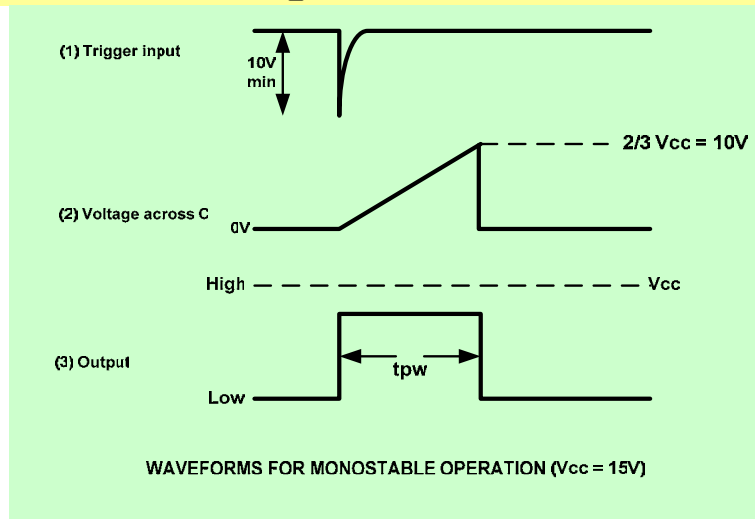 (1) Trigger input
10V
min
2/3 Vcc = 10V
(2) Voltage across C
0V
High
Vcc
(3) Output
tpw
Low
WAVEFORMS FOR MONOSTABLE OPERATION (Vcc = 15V)